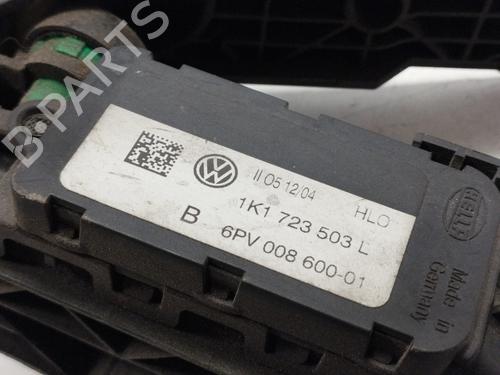 B PARTS
II 05 12/04
HLO
1K1 723 503 L
B
6PV 008 600-01
HELLA
Made in
Germany